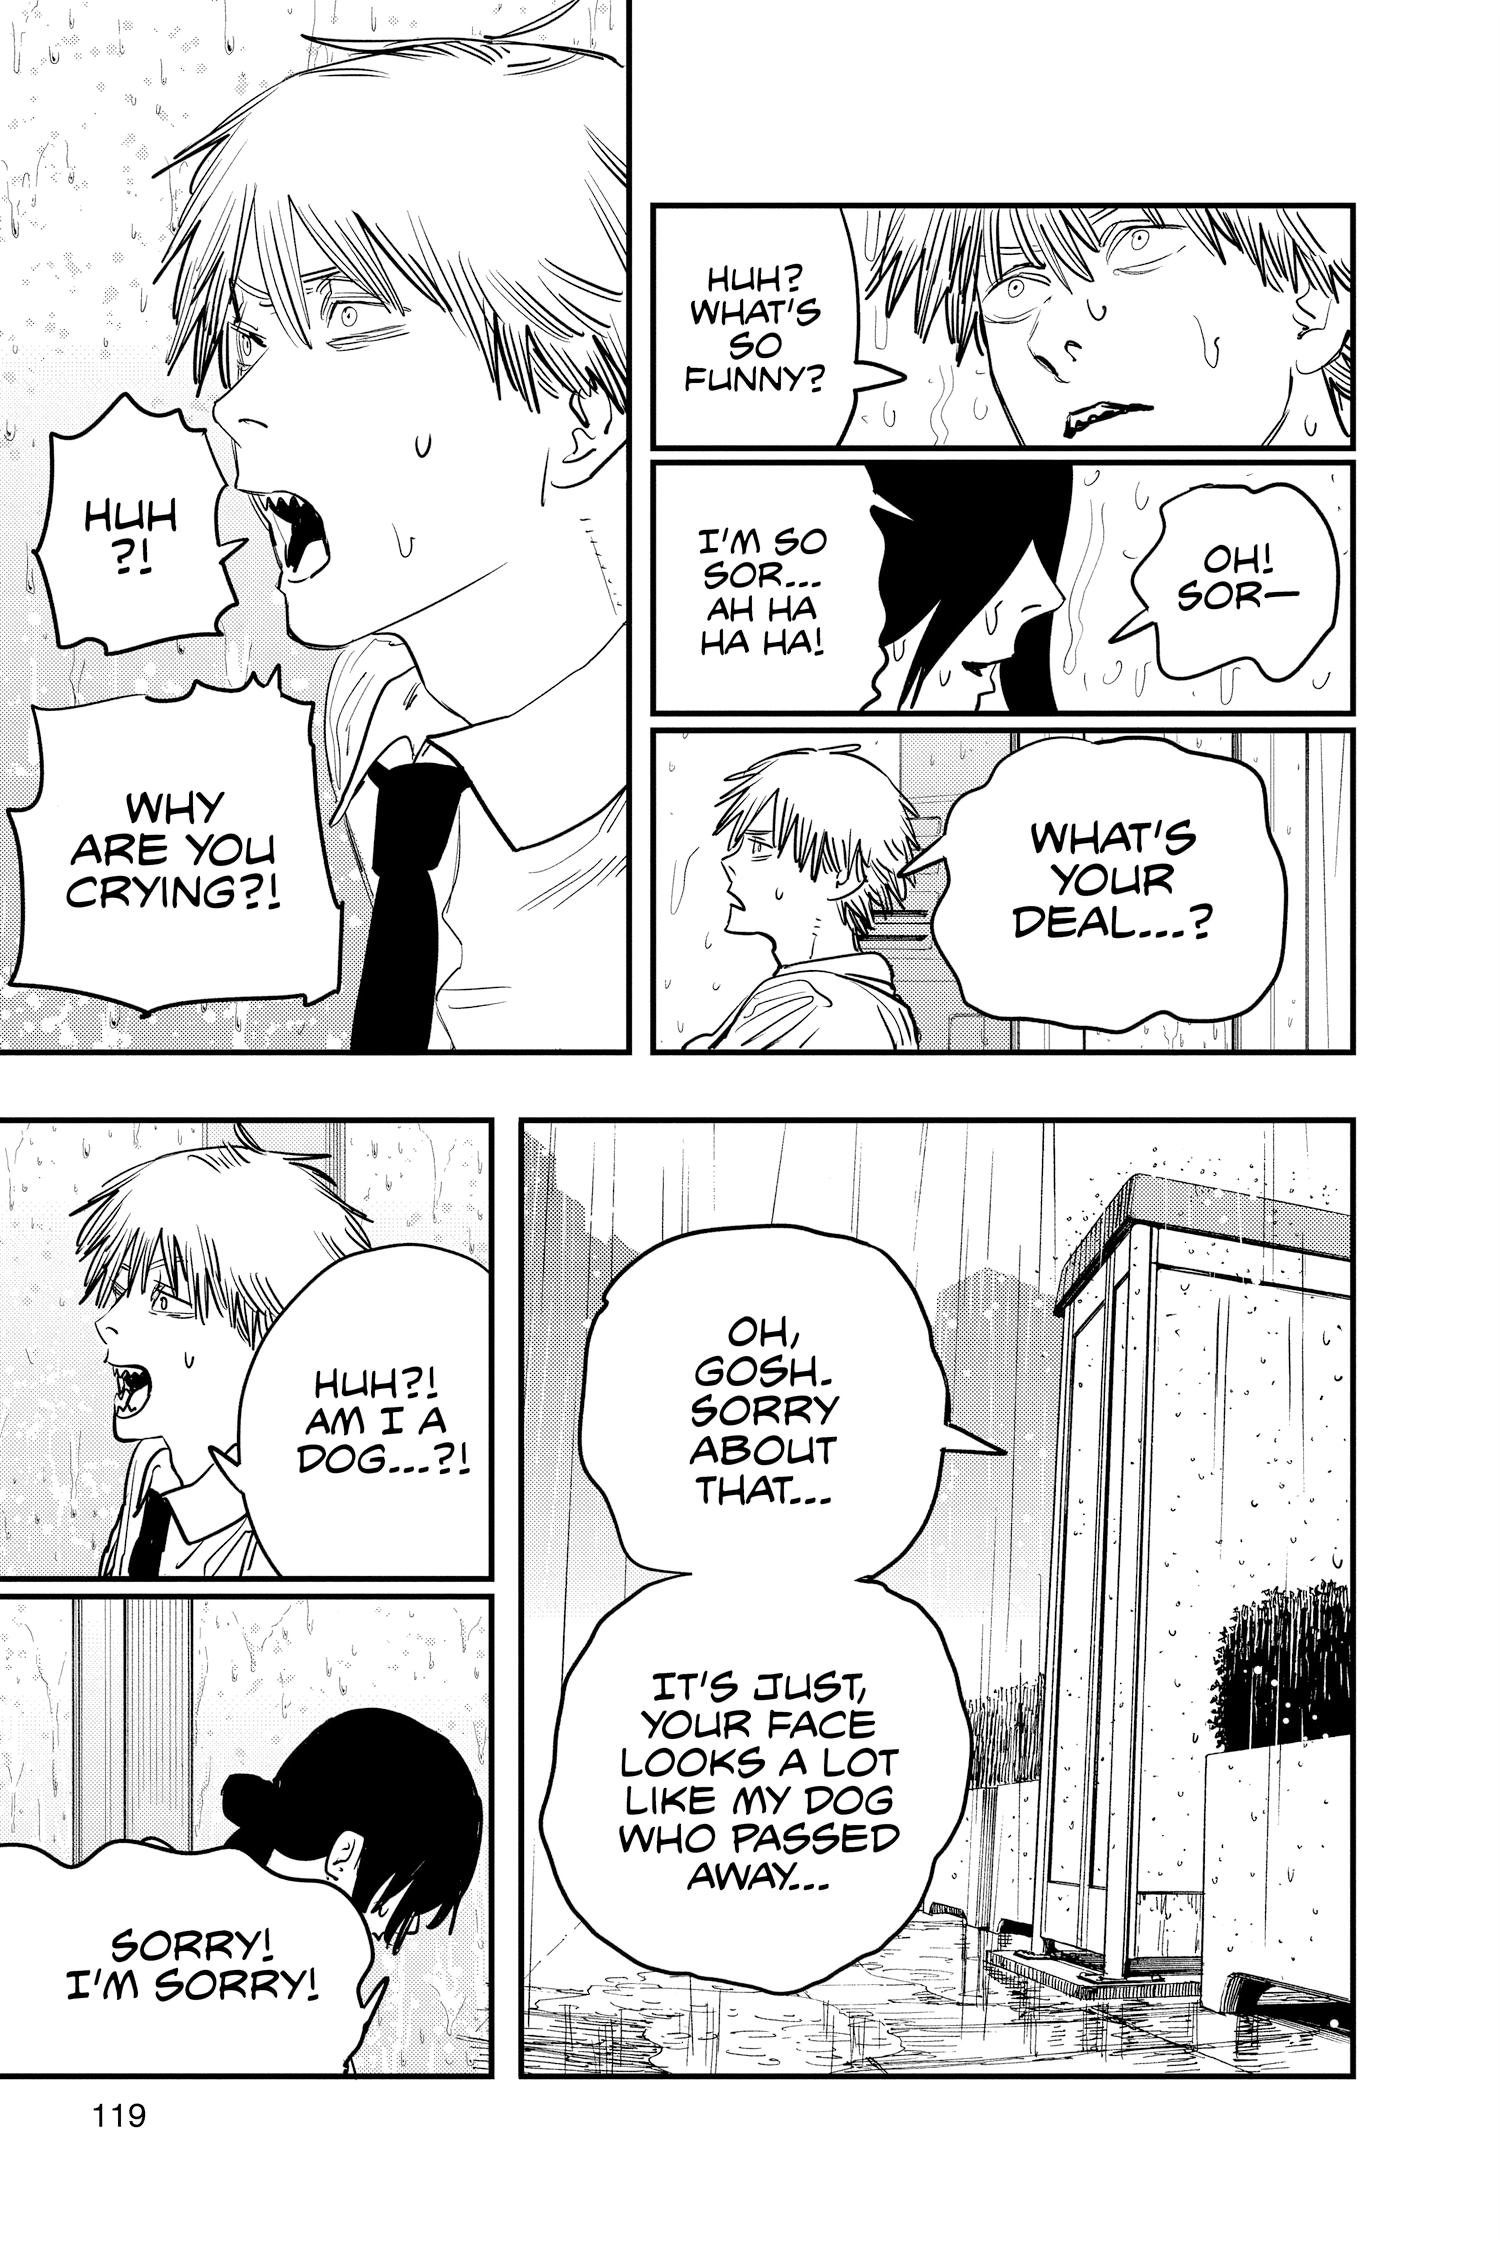 HUH?
WHAT'S
SO
FUNNY?
OH!
SOR—
I'M SO
SOR...
AH HA
HA HA!
WHAT'S
YOUR
DEAL...?
HUH
?!
WHY
ARE YOU
CRYING?!
OH,
GOSH.
SORRY
ABOUT
THAT...
IT'S JUST,
YOUR FACE
LOOKS A LOT
LIKE MY DOG
WHO PASSED
AWAY...
HUH?!
AM I A
DOG...?!
SORRY!
I'M SORRY!
119